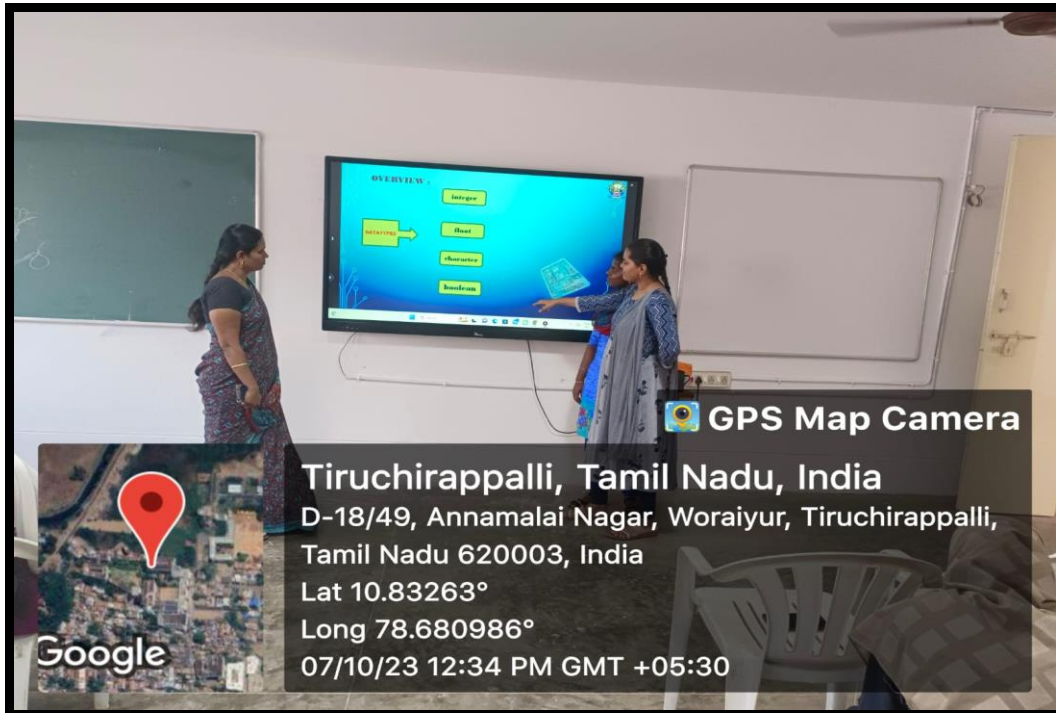 OVERVIEW :
integer
DATATYPES
float
character
boolean
GPS Map Camera
Tiruchirappalli, Tamil Nadu, India
D-18/49, Annamalai Nagar, Woraiyur, Tiruchirappalli,
Tamil Nadu 620003, India
Lat 10.83263°
Long 78.680986°
07/10/23 12:34 PM GMT +05:30
Google